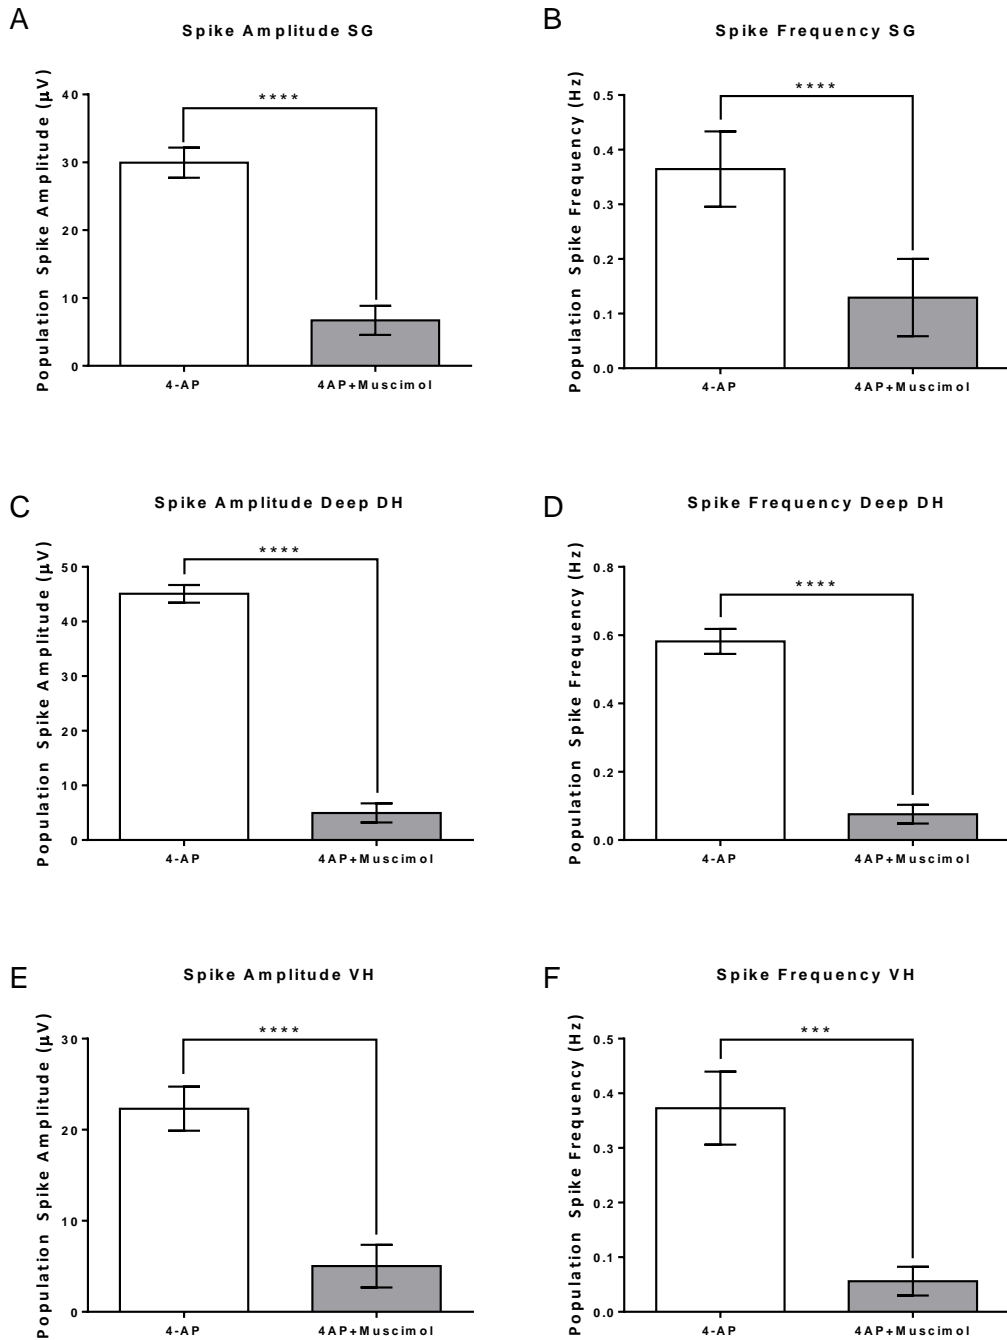 A
Spike Amplitude SG
Population Spike Amplitude (µV)
40
30
20
10
0
****
4-AP
4AP+Muscimol
B
Spike Frequency SG
Population Spike Frequency (Hz)
0.5
0.4
0.3
0.2
0.1
0.0
****
4-AP
4AP+Muscimol
C
Spike Amplitude Deep DH
Population Spike Amplitude (µV)
50
40
30
20
10
0
****
4-AP
4AP+Muscimol
D
Spike Frequency Deep DH
Population Spike Frequency (Hz)
0.8
0.6
0.4
0.2
0.0
****
4-AP
4AP+Muscimol
E
Spike Amplitude VH
Population Spike Amplitude (µV)
30
20
10
0
****
4-AP
4AP+Muscimol
F
Spike Frequency VH
Population Spike Frequency (Hz)
0.5
0.4
0.3
0.2
0.1
0.0
***
4-AP
4AP+Muscimol